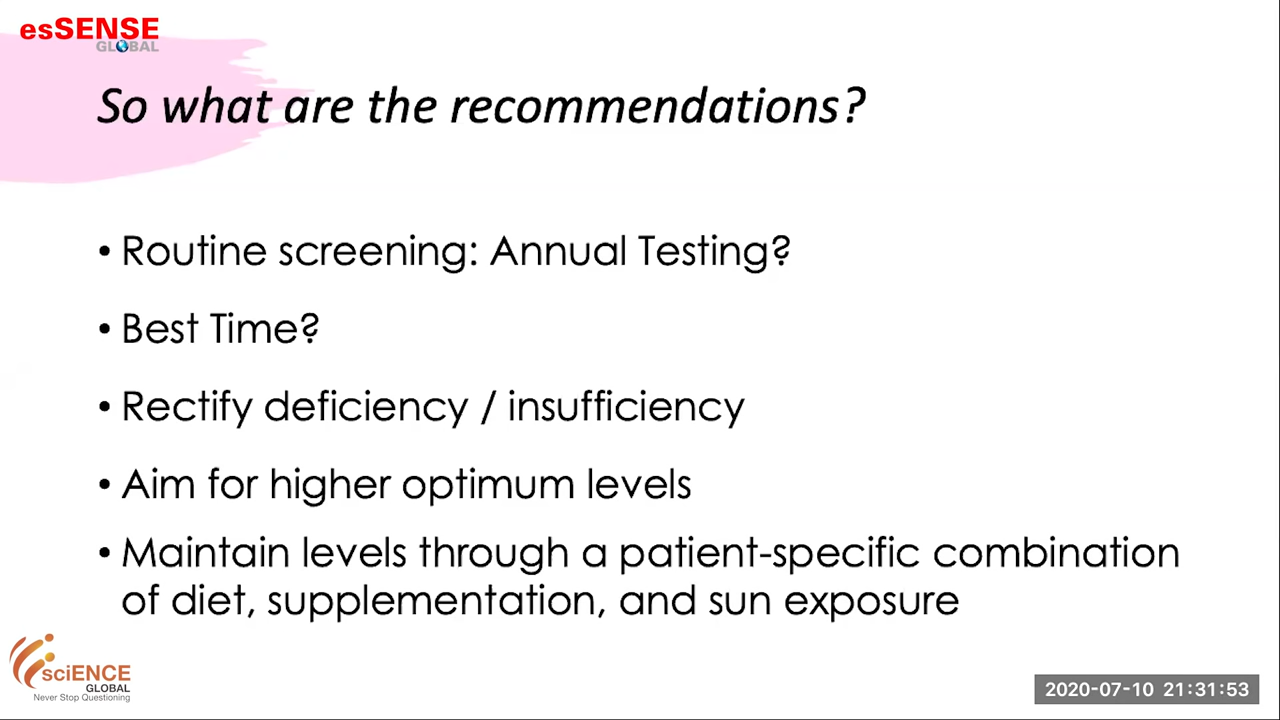 esSENSE
GLOBAL
So what are the recommendations?
• Routine screening: Annual Testing?
• Best Time?
• Rectify deficiency / insufficiency
• Aim for higher optimum levels
• Maintain levels through a patient-specific combination
of diet, supplementation, and sun exposure
sciENCE
GLOBAL
Never Stop Questioning
2020-07-10 21:31:53